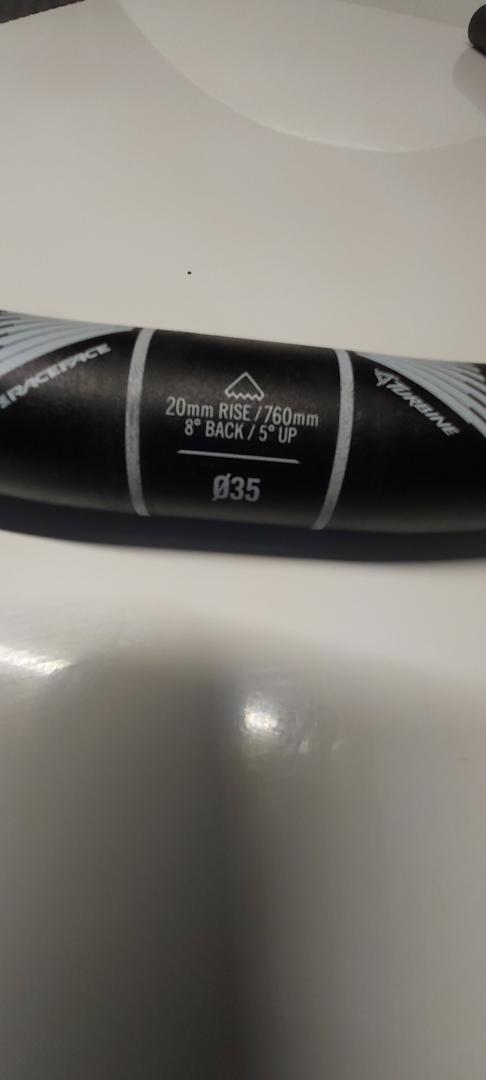 RACEFACE
20mm RISE / 760mm
8° BACK / 5° UP
Ø35
TURBINE